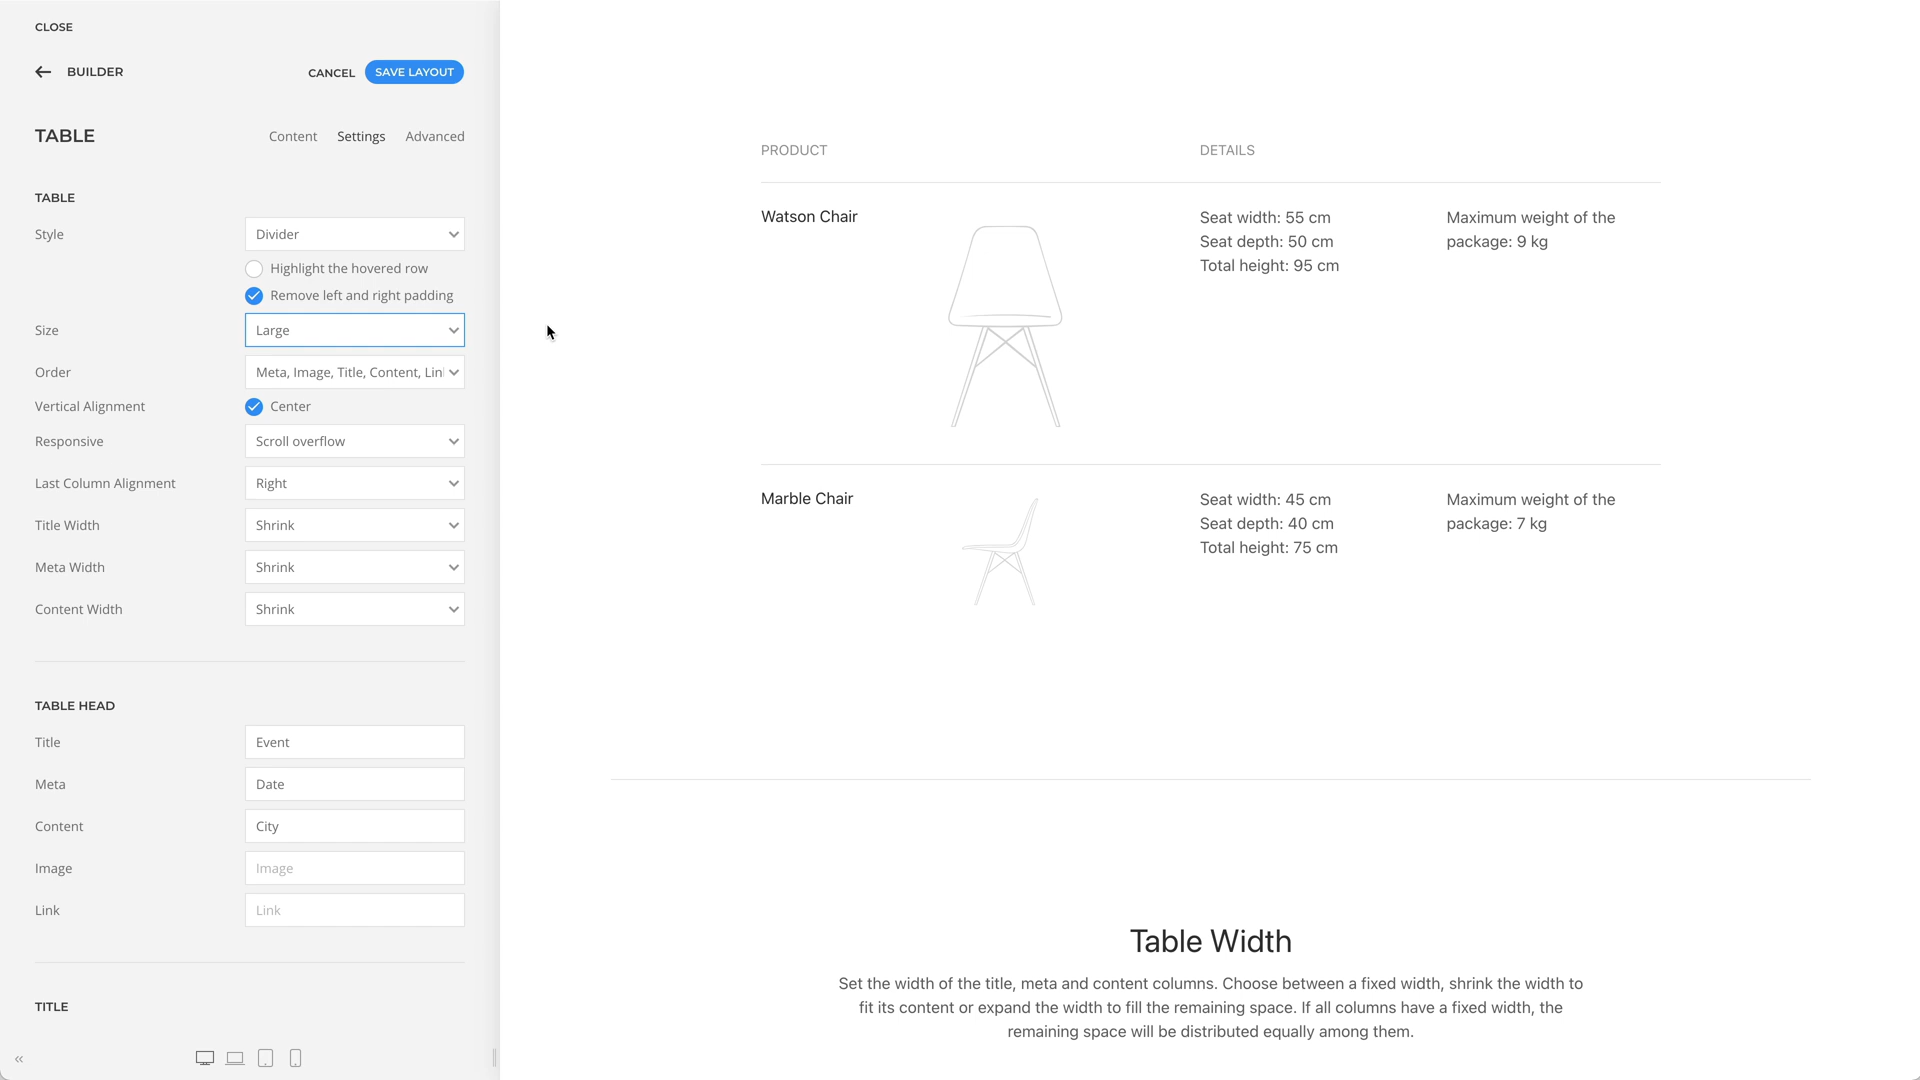 CLOSE
BUILDER
CANCEL
SAVE LAYOUT
TABLE
Content
Settings
Advanced
TABLE
Style
Divider
Highlight the hovered row
Remove left and right padding
Size
Large
Order
Meta, Image, Title, Content, Lin
Vertical Alignment
Center
Responsive
Scroll overflow
Last Column Alignment
Right
Title Width
Shrink
Meta Width
Shrink
Content Width
Shrink
TABLE HEAD
Title
Event
Meta
Date
Content
City
Image
Image
Link
Link
TITLE
PRODUCT
DETAILS
Watson Chair
Seat width: 55 cm
Seat depth: 50 cm
Total height: 95 cm
Maximum weight of the
package: 9 kg
Marble Chair
Seat width: 45 cm
Seat depth: 40 cm
Total height: 75 cm
Maximum weight of the
package: 7 kg
Table Width
Set the width of the title, meta and content columns. Choose between a fixed width, shrink the width to
fit its content or expand the width to fill the remaining space. If all columns have a fixed width, the
remaining space will be distributed equally among them.